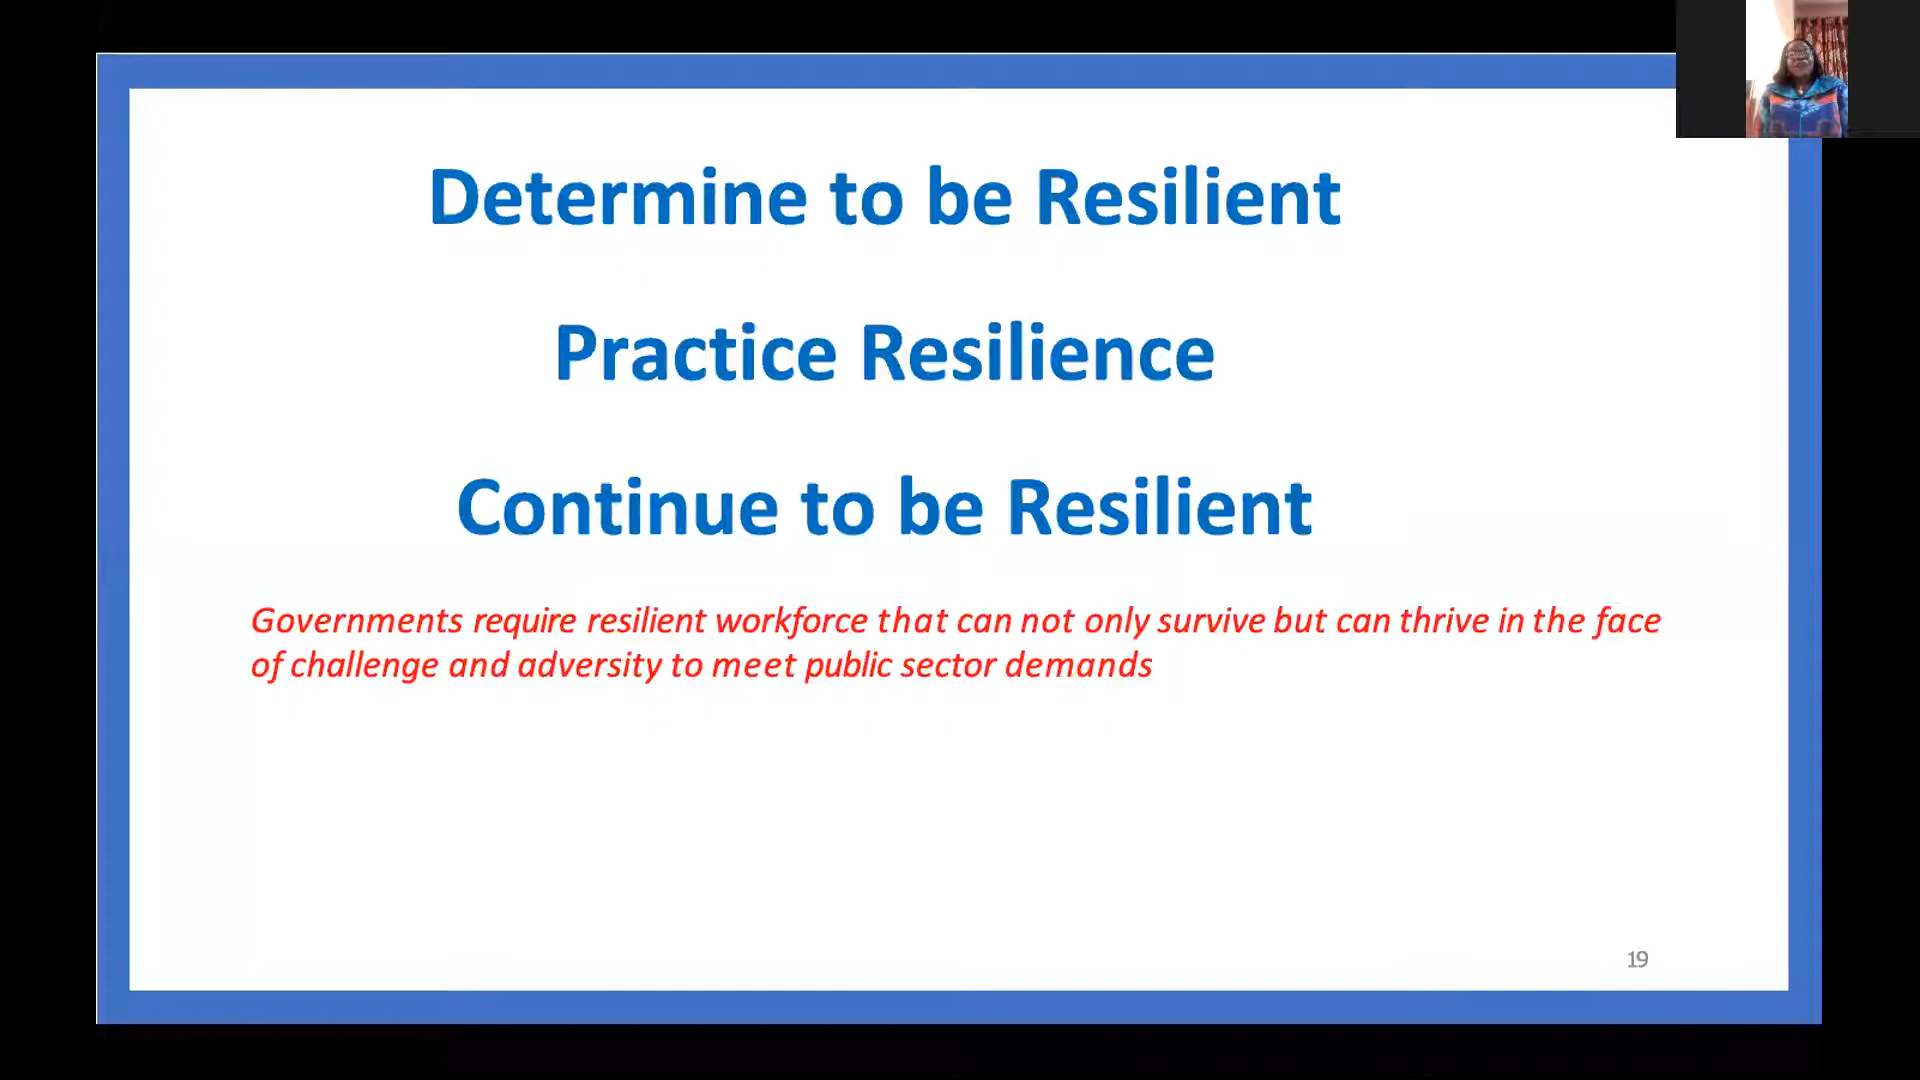 Determine to be Resilient
Practice Resilience
Continue to be Resilient
Governments require resilient workforce that can not only survive but can thrive in the face
of challenge and adversity to meet public sector demands
19